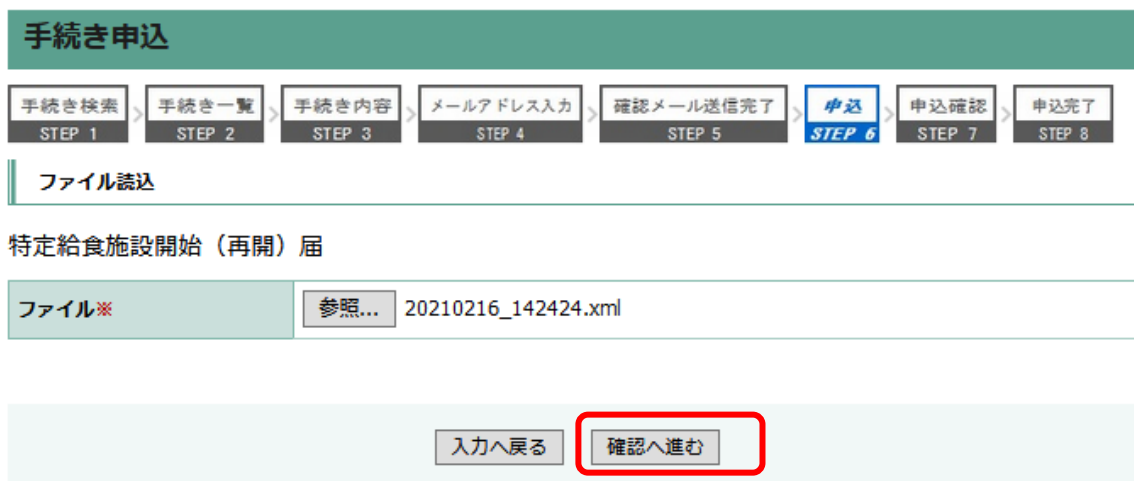 手続き申込
手続き検索 > 手続き一覧 > 手続き内容 > メールアドレス入力 > 確認メール送信完了 > 申込 > 申込確認 > 申込完了
STEP 1 STEP 2 STEP 3 STEP 4 STEP 5 STEP 6 STEP 7 STEP 8
ファイル読込
特定給食施設開始（再開）届
ファイル※ 参照... 20210216_142424.xml
入力へ戻る 確認へ進む